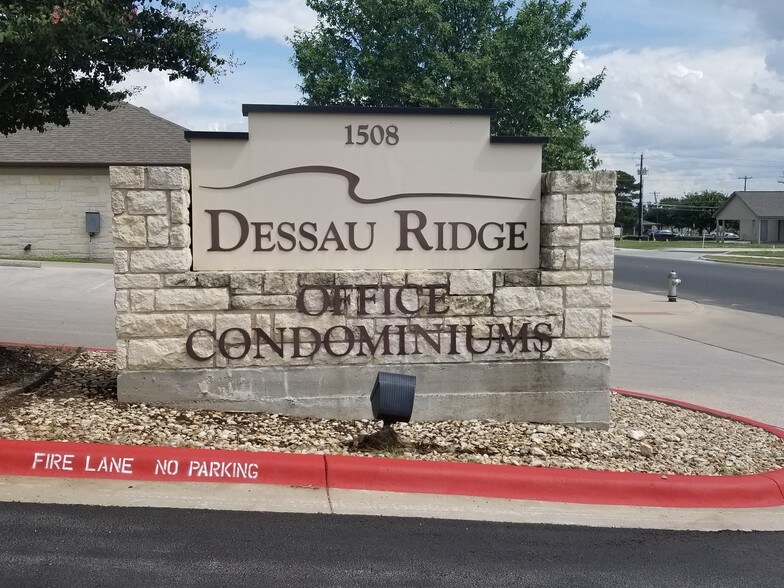 1508
Dessau Ridge
Office
Condominiums
FIRE LANE NO PARKING